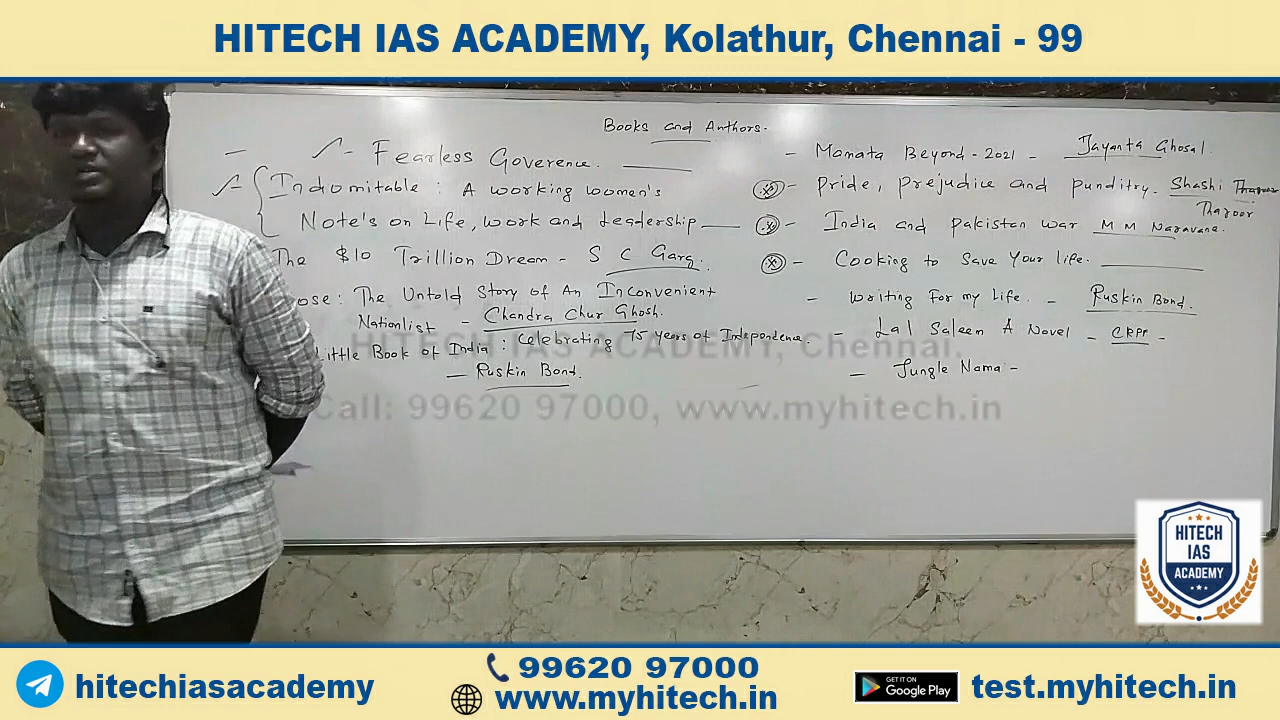 HITECH IAS ACADEMY, Kolathur, Chennai - 99
Books and Authors.
- Fearless Goverence.
Indomitable : A working women's
Note's on Life, work and Leadership
The $10 Trillion Dream - S C Garg.
ose : The Untold Story of An Inconvenient
Nationlist - Chandra Chur Ghosh.
Little Book of India : Celebrating 75 years of Independence.
- Ruskin Bond.
- Mamata Beyond - 2021 - Jayanta Ghosal.
- Pride, Prejudice and Punditry. Shashi Tharoor
Tharoor
- India and Pakistan war M M Naravane.
- Cooking to Save Your life.
- Writing For my Life. - Ruskin Bond.
- Lal Saleem A Novel - CRPF -
- Jungle Nama -
HITECH IAS ACADEMY, Chennai.
Call: 99620 97000, www.myhitech.in
HITECH
IAS
ACADEMY
hitechiasacademy
99620 97000
www.myhitech.in
GET IT ON
Google Play
test.myhitech.in